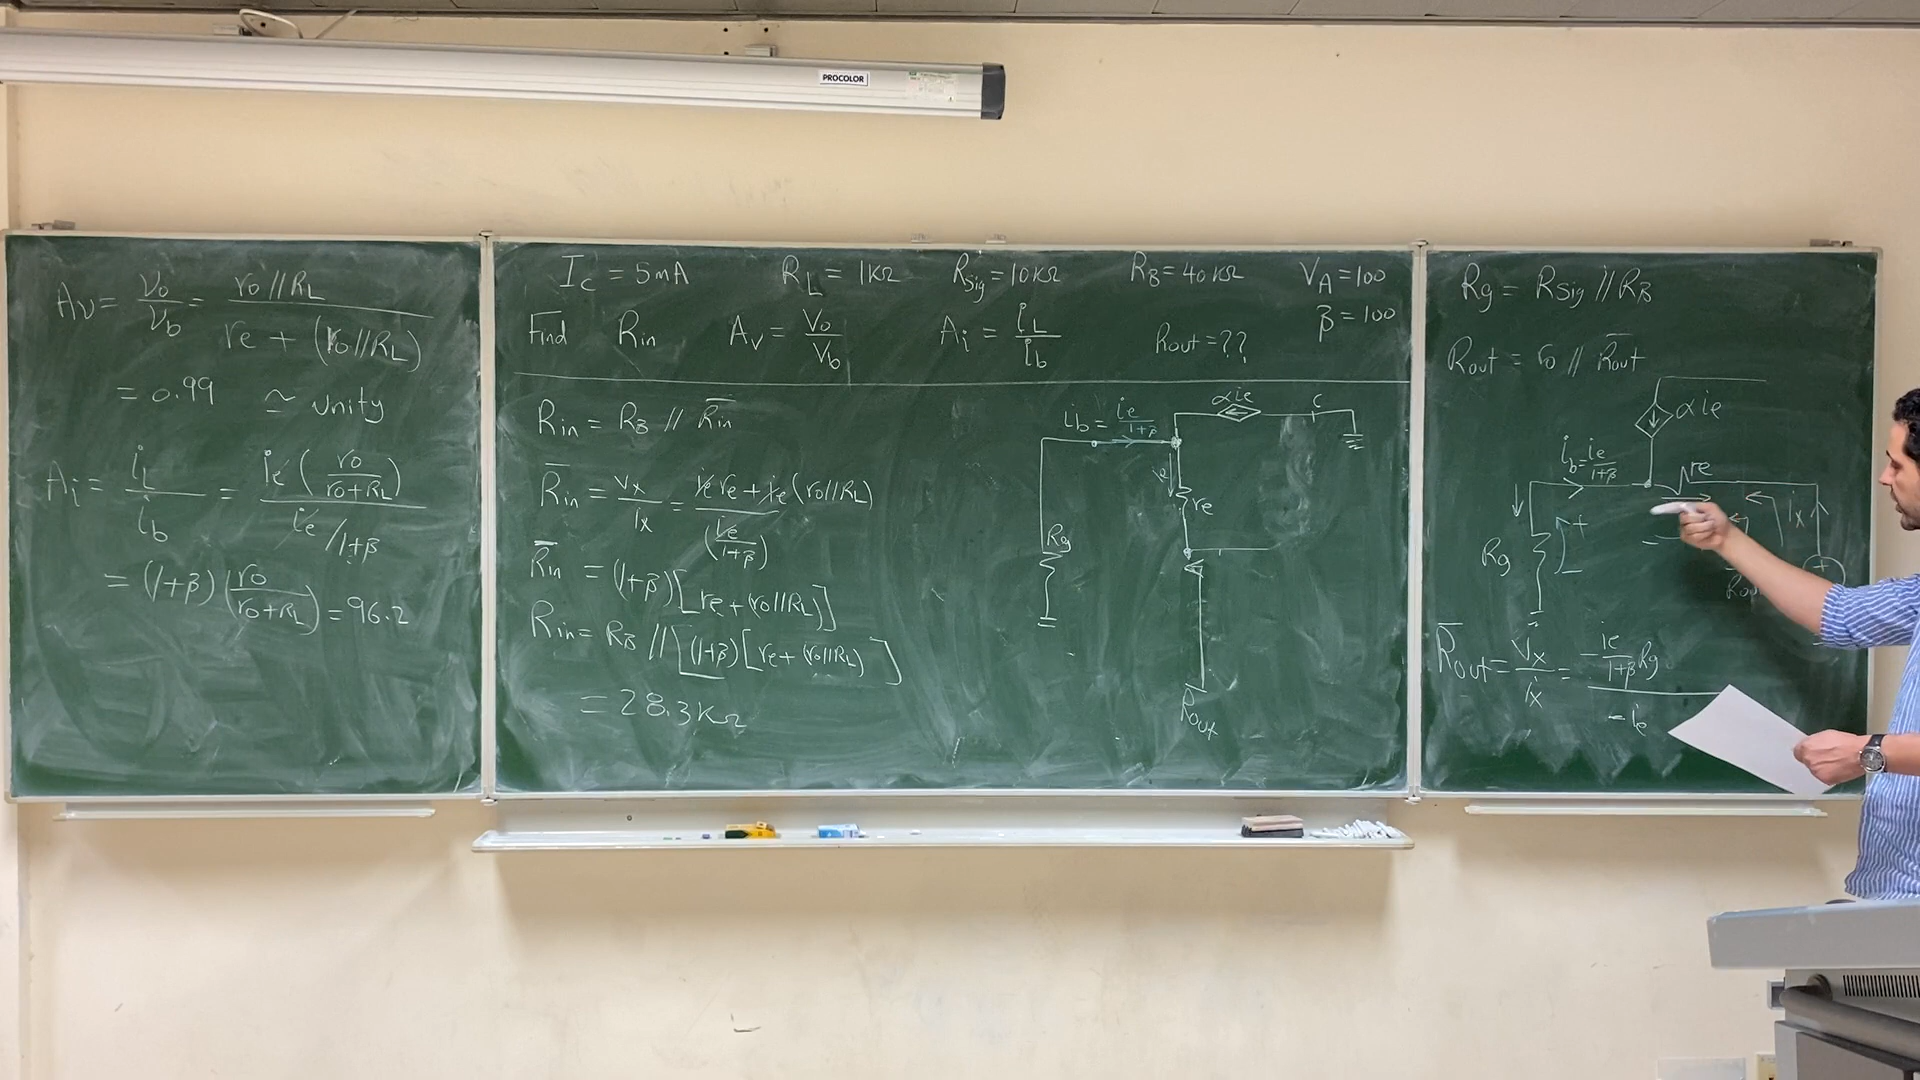 PROCOLOR
Av = Vo/Vb = ro//RL / re + (ro//RL)
= 0.99 ≃ unity
Ai = iL/ib = ie (ro/ro+RL) / ie/1+β
= (1+β) (ro/ro+RL) = 96.2
Ic = 5mA RL = 1KΩ Rsig = 10KΩ RB = 40KΩ VA = 100
β = 100
Find Rin Av = Vo/Vb Ai = iL/ib Rout = ??
Rin = RB // R̄in
R̄in = Vx/ix = ie re + ie (ro//RL) / (ie/1+β)
R̄in = (1+β)[re + (ro//RL)]
Rin = RB // [(1+β)[re + (ro//RL)]]
= 28.3KΩ
αie
C
ib = ie/1+β
ie
re
Rg
Rout
Rg = Rsig // RB
Rout = ro // R̄out
αie
ib = ie/1+β
re
ix
Rg
+
-
+
R̄out = Vx/ix = -ie/1+β Rg / -ie